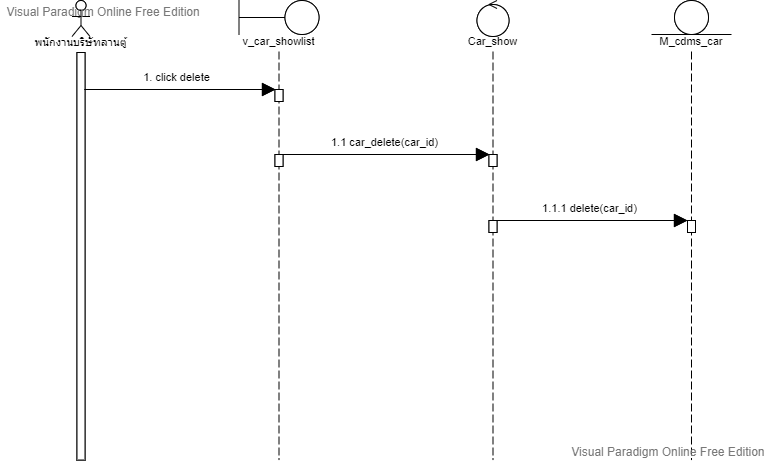 Visual Paradigm Online Free Edition
พนักงานบริษัทลานตู้
v_car_showlist
Car_show
M_cdms_car
1. click delete
1.1 car_delete(car_id)
1.1.1 delete(car_id)
Visual Paradigm Online Free Edition